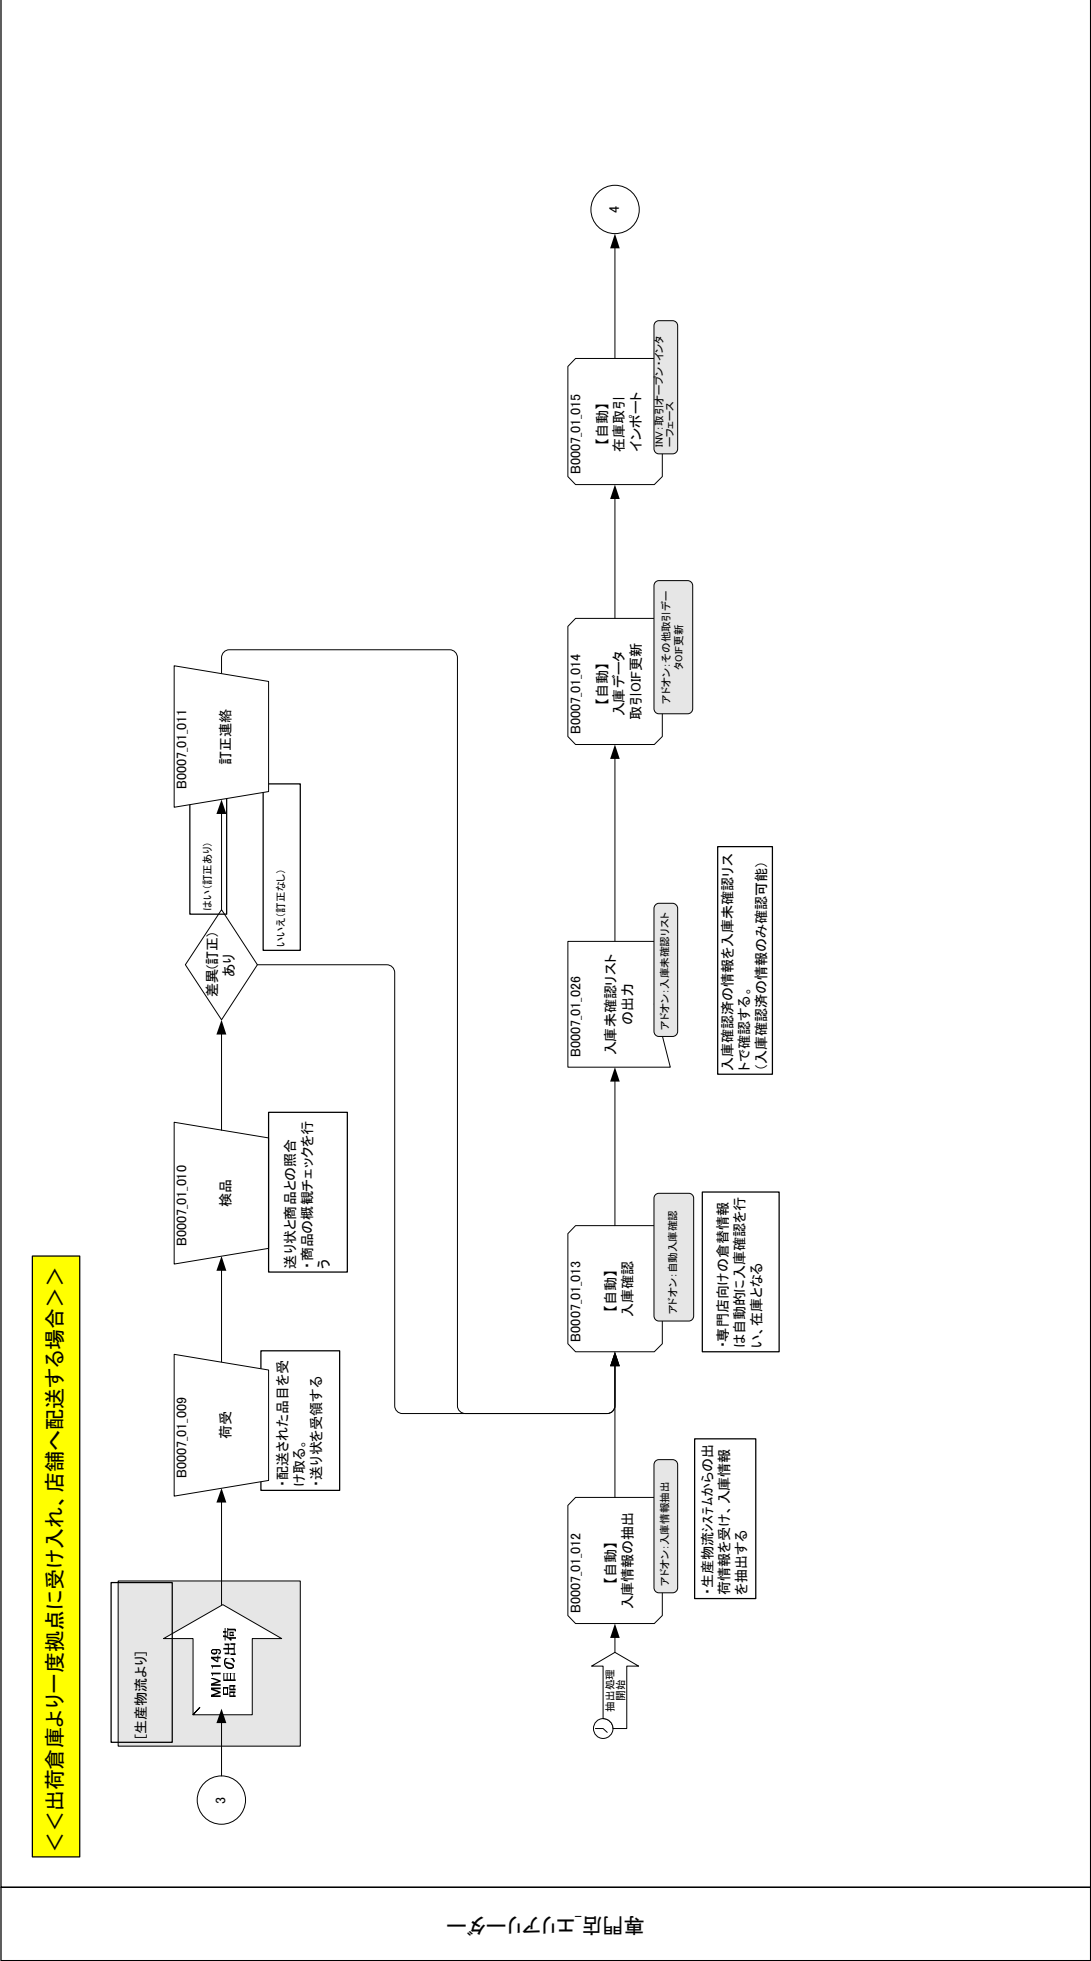 ＜＜出荷倉庫より一度拠点に受け入れ、店舗へ配送する場合＞＞
専門店_エリアリーダー
3
［生産物流より］
MM1149
品目の出荷
B0007_01_009
荷受
・配送された品目を受
け取る。
・送り状を受領する
B0007_01_010
検品
送り状と商品との照合
・商品の概観チェックを行
う
差異(訂正)
あり
はい（訂正あり）
いいえ（訂正なし）
B0007_01_011
訂正連絡
抽出処理
開始
B0007_01_012
【自動】
入庫情報の抽出
アドオン：入庫情報抽出
・生産物流システムからの出
荷情報を受け、入庫情報
を抽出する
B0007_01_013
【自動】
入庫確認
アドオン：自動入庫確認
・専門店向けの倉替情報
は自動的に入庫確認を行
い、在庫となる
B0007_01_026
入庫未確認リスト
の出力
アドオン：入庫未確認リスト
入庫確認済の情報を入庫未確認リス
トで確認する。
（入庫確認済の情報のみ確認可能）
B0007_01_014
【自動】
入庫データ
取引OIF更新
アドオン：その他取引デー
タOIF更新
B0007_01_015
【自動】
在庫取引
インポート
INV：取引オープン・インタ
ーフェース
4